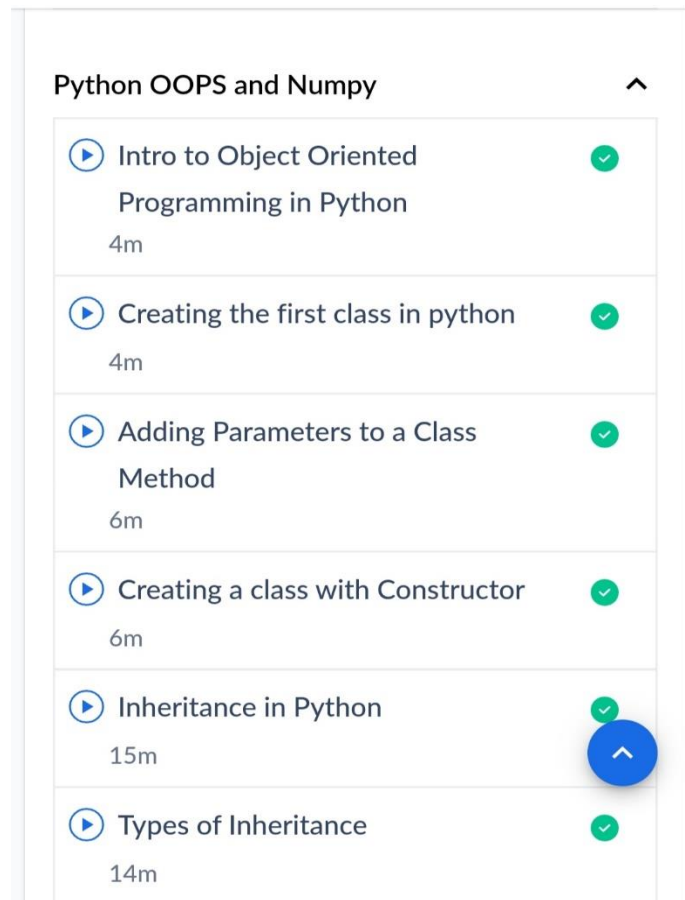 Python OOPS and Numpy
Intro to Object Oriented
Programming in Python
4m
Creating the first class in python
4m
Adding Parameters to a Class
Method
6m
Creating a class with Constructor
6m
Inheritance in Python
15m
Types of Inheritance
14m